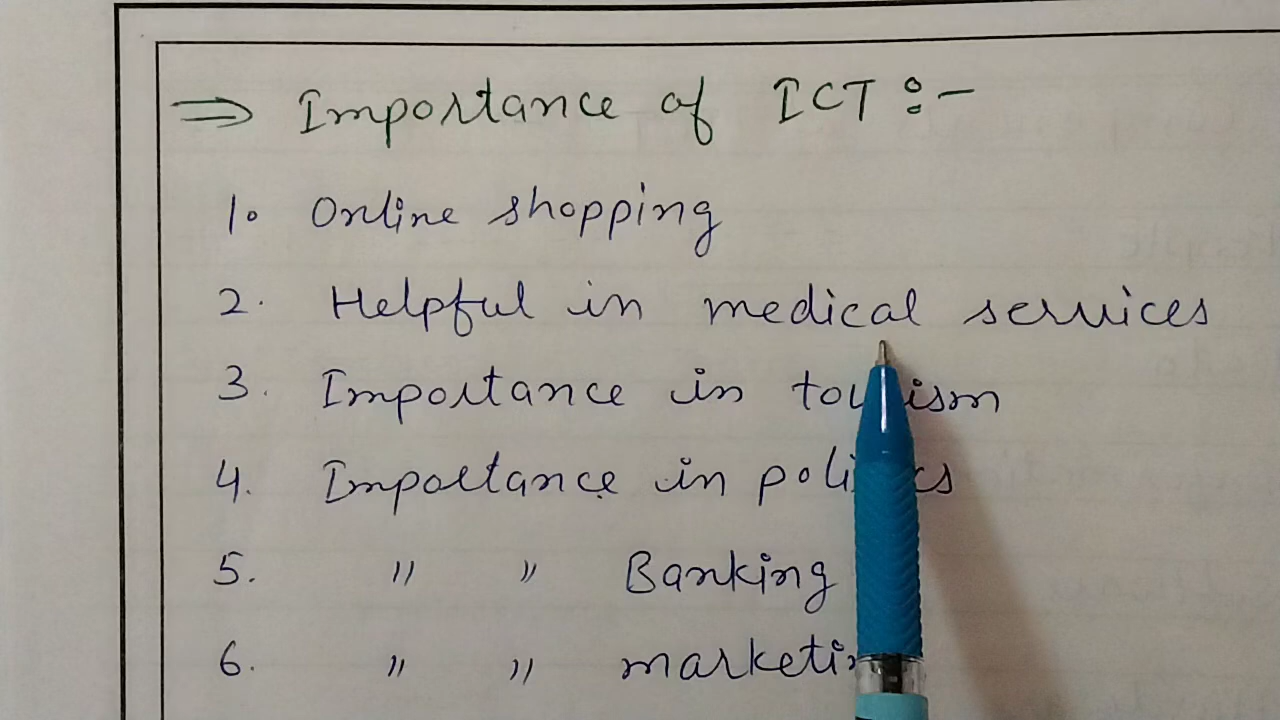 ⇒ Importance of ICT :-
1. Online shopping
2. Helpful in medical services
3. Importance in tourism
4. Importance in politics
5. " " Banking
6. " " marketing